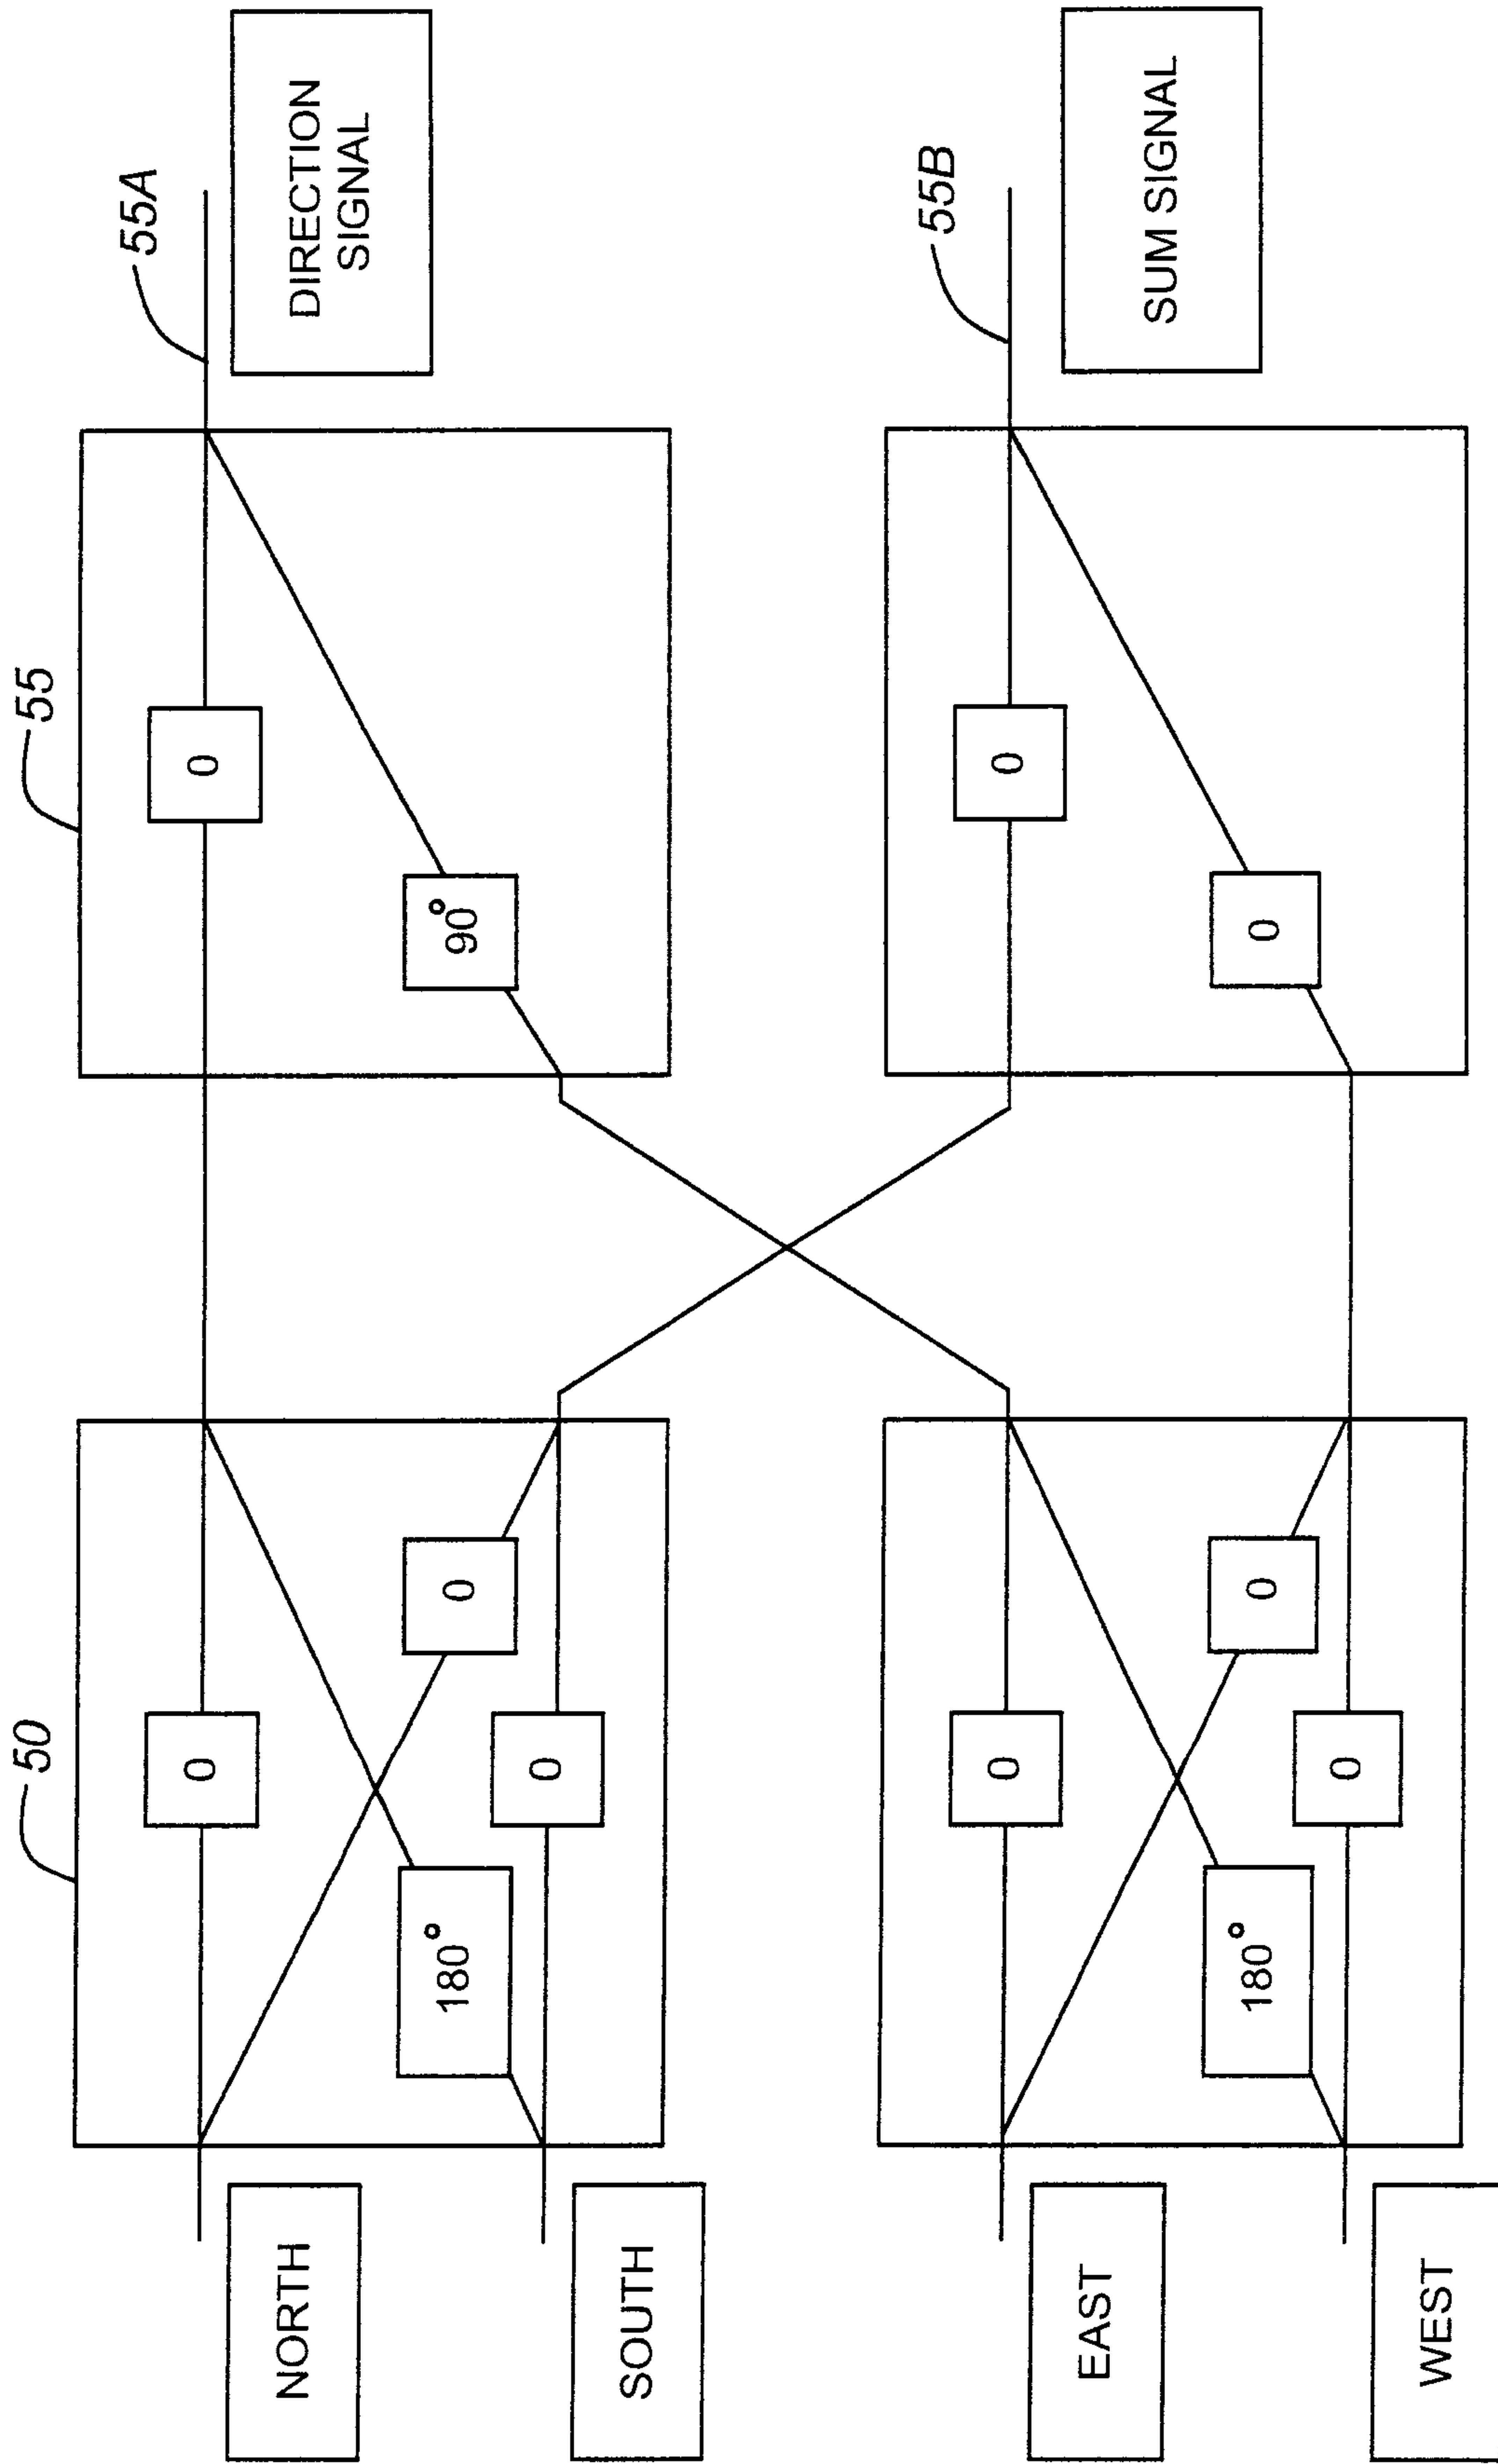 50
55
NORTH
0
0
55A
DIRECTION
SIGNAL
180°
0
90°
SOUTH
0
EAST
0
0
55B
180°
0
0
SUM SIGNAL
WEST
0